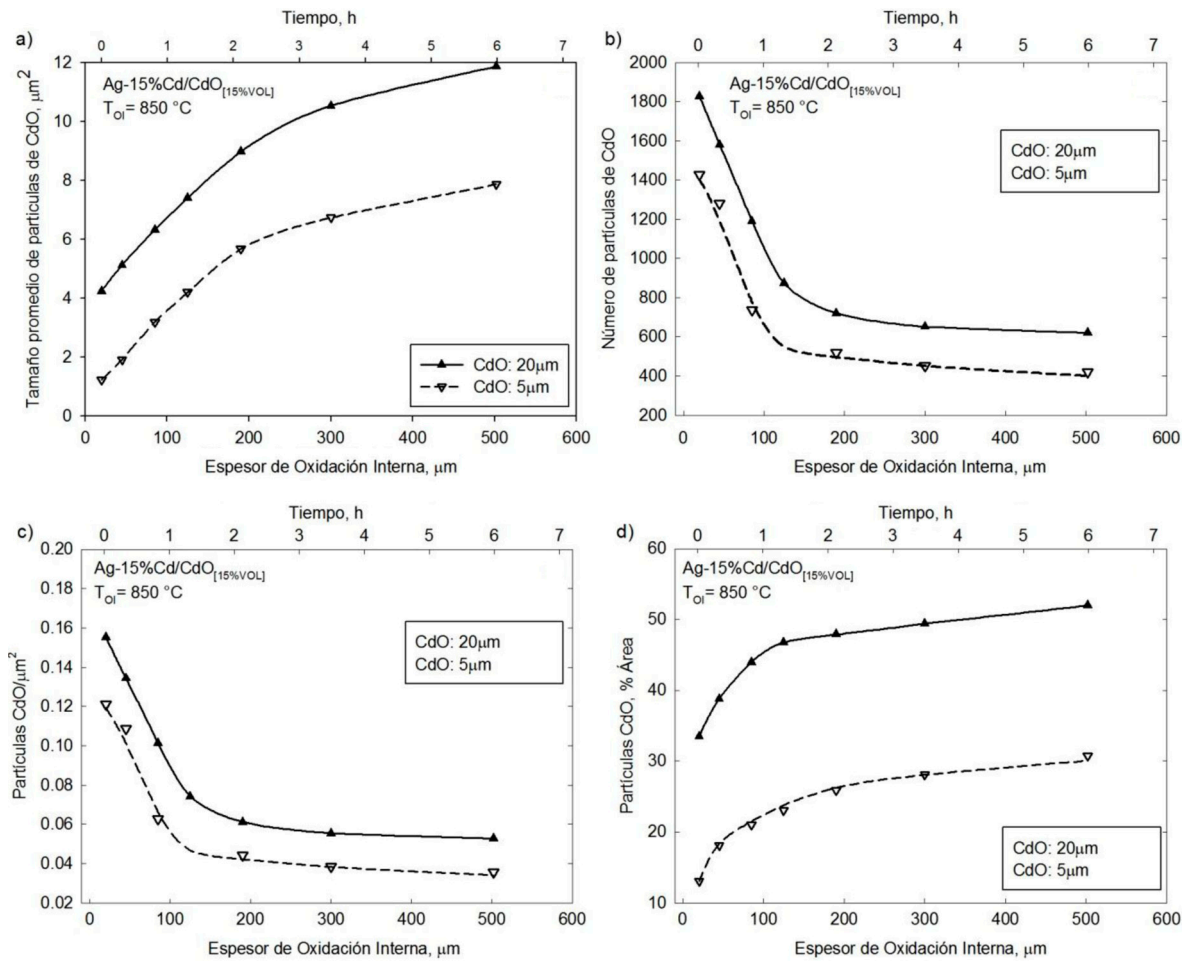 a)
Tiempo, h
0 1 2 3 4 5 6 7
Tamaño promedio de partículas de CdO, μm²
12
10
8
6
4
2
0
Ag-15%Cd/CdO[15%VOL]
TOI= 850 °C
CdO: 20μm
CdO: 5μm
0 100 200 300 400 500 600
Espesor de Oxidación Interna, μm
b)
Tiempo, h
0 1 2 3 4 5 6 7
Número de partículas de CdO
2000
1800
1600
1400
1200
1000
800
600
400
200
Ag-15%Cd/CdO[15%VOL]
TOI= 850 °C
CdO: 20μm
CdO: 5μm
0 100 200 300 400 500 600
Espesor de Oxidación Interna, μm
c)
Tiempo, h
0 1 2 3 4 5 6 7
Partículas CdO/μm²
0.20
0.18
0.16
0.14
0.12
0.10
0.08
0.06
0.04
0.02
Ag-15%Cd/CdO[15%VOL]
TOI= 850 °C
CdO: 20μm
CdO: 5μm
0 100 200 300 400 500 600
Espesor de Oxidación Interna, μm
d)
Tiempo, h
0 1 2 3 4 5 6 7
Partículas CdO, % Área
60
50
40
30
20
10
Ag-15%Cd/CdO[15%VOL]
TOI= 850 °C
CdO: 20μm
CdO: 5μm
0 100 200 300 400 500 600
Espesor de Oxidación Interna, μm